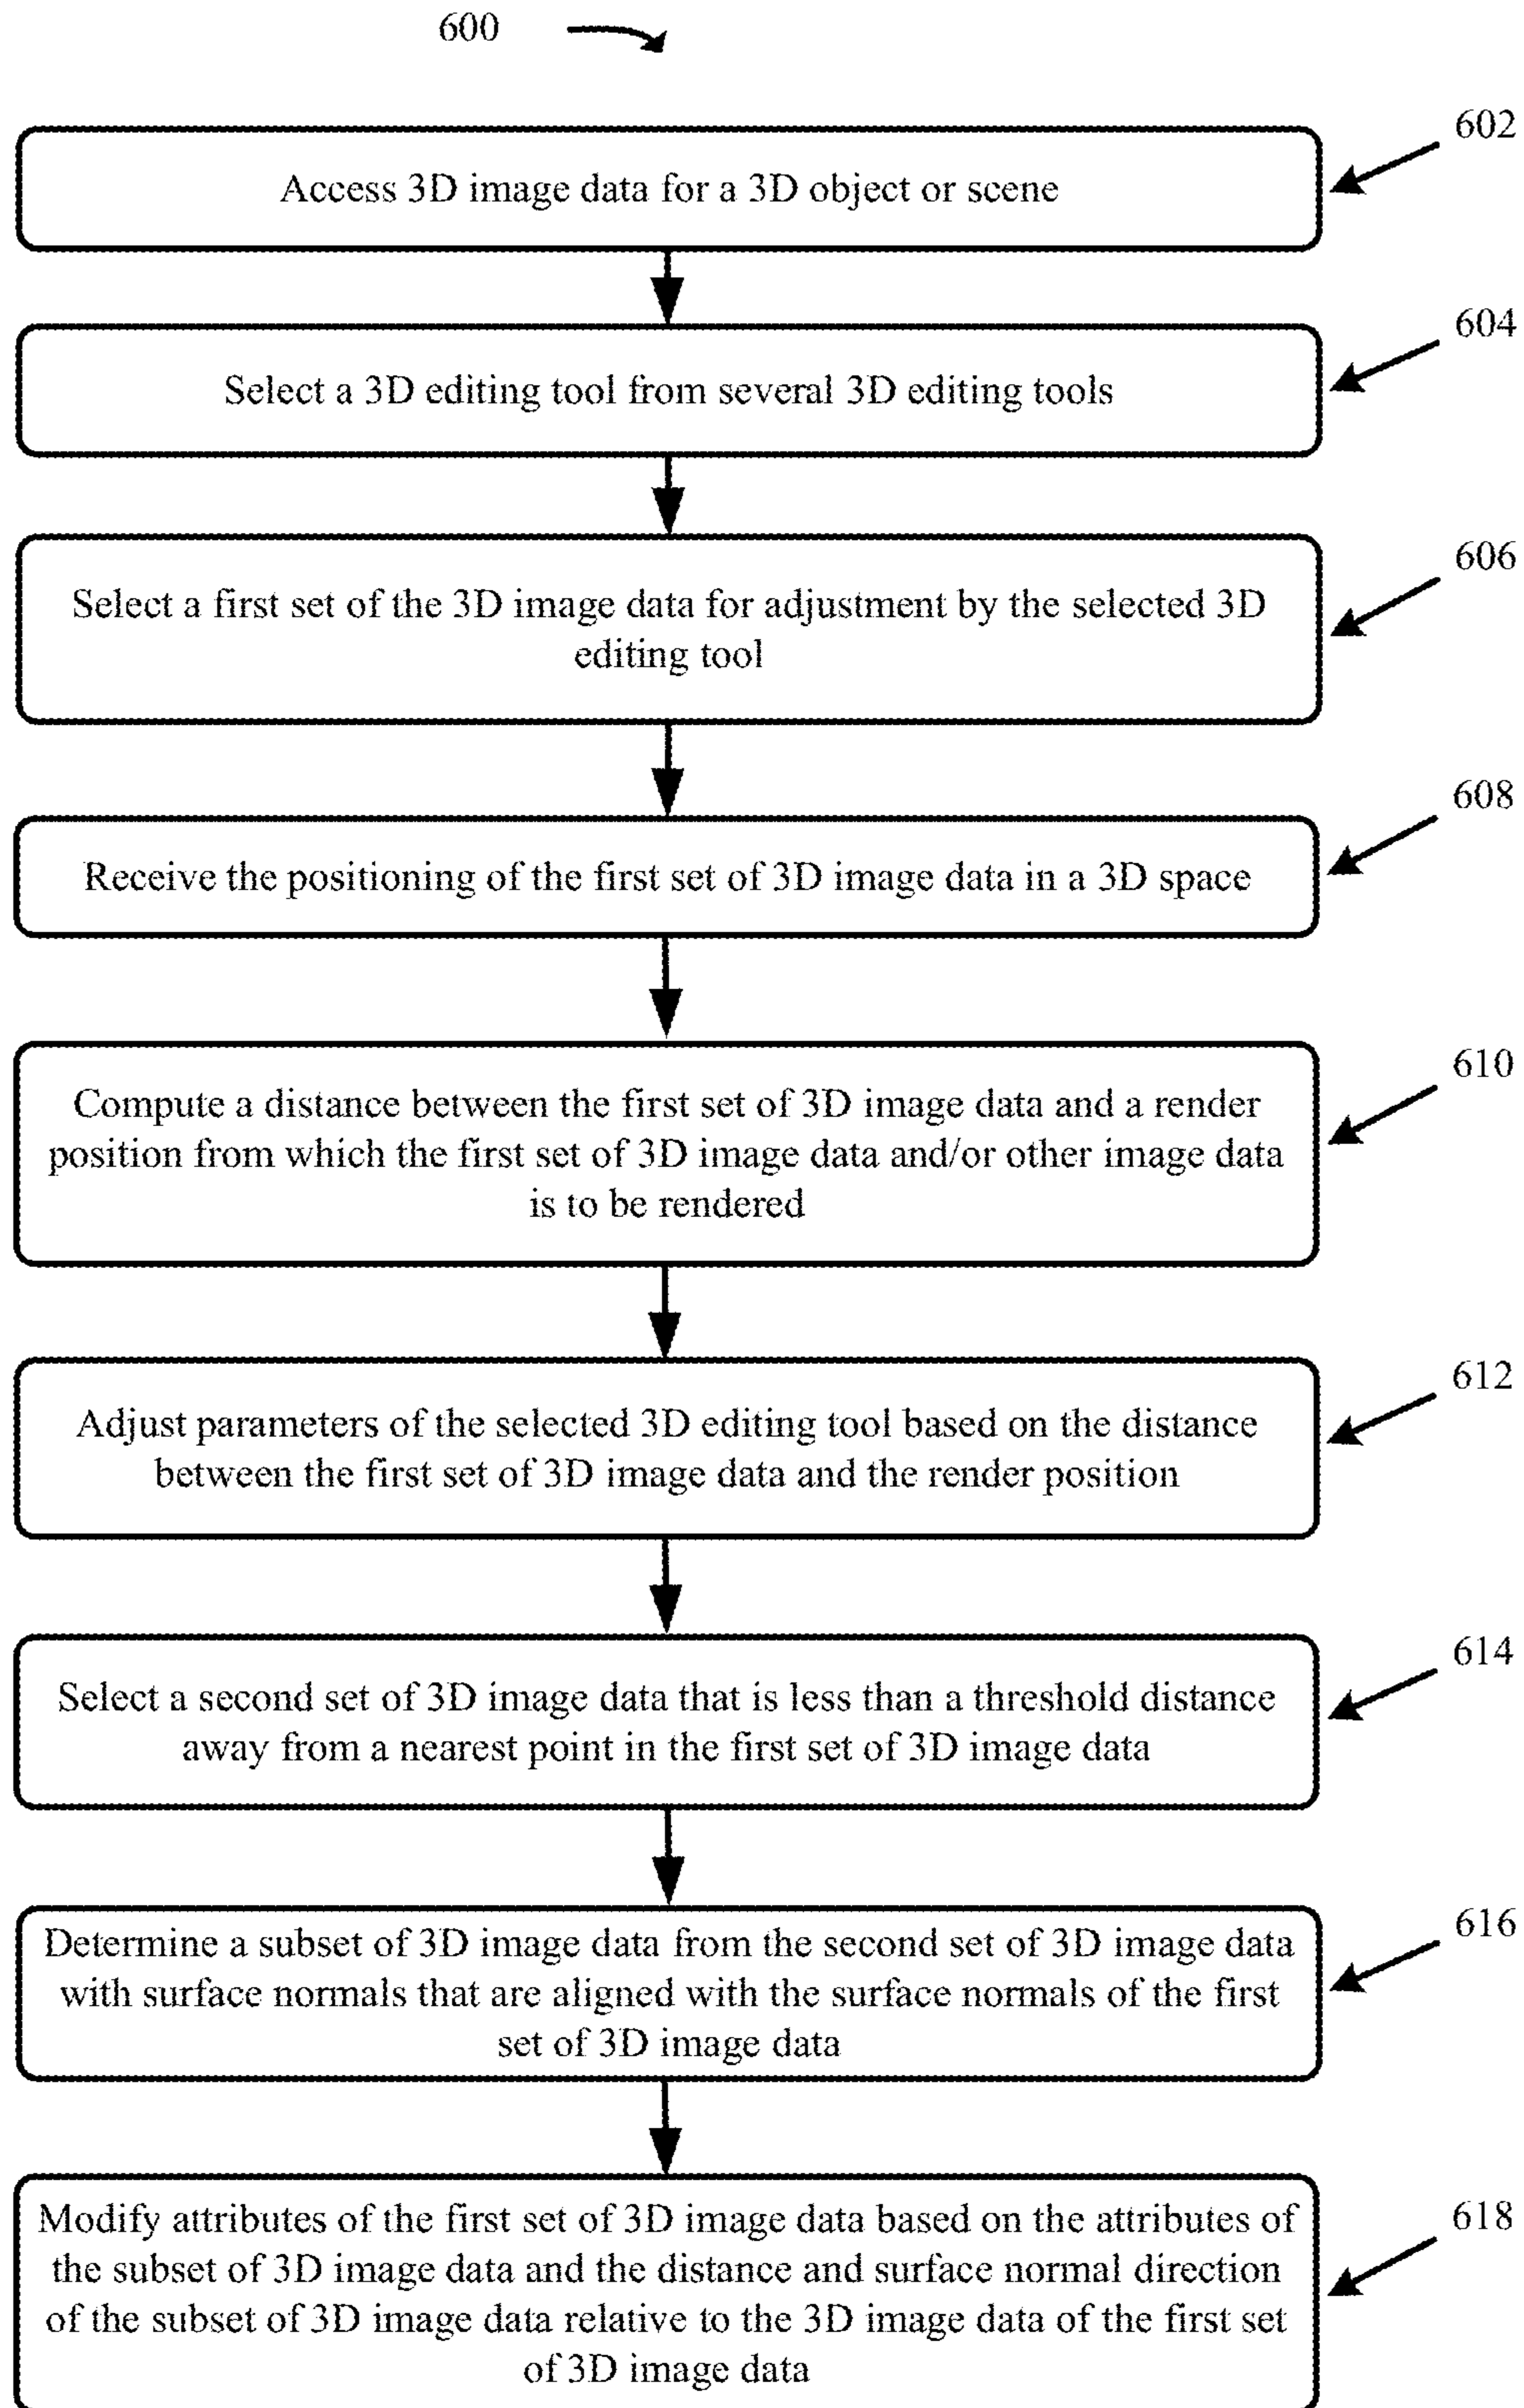 600
602
Access 3D image data for a 3D object or scene
604
Select a 3D editing tool from several 3D editing tools
606
Select a first set of the 3D image data for adjustment by the selected 3D
editing tool
608
Receive the positioning of the first set of 3D image data in a 3D space
610
Compute a distance between the first set of 3D image data and a render
position from which the first set of 3D image data and/or other image data
is to be rendered
612
Adjust parameters of the selected 3D editing tool based on the distance
between the first set of 3D image data and the render position
614
Select a second set of 3D image data that is less than a threshold distance
away from a nearest point in the first set of 3D image data
616
Determine a subset of 3D image data from the second set of 3D image data
with surface normals that are aligned with the surface normals of the first
set of 3D image data
618
Modify attributes of the first set of 3D image data based on the attributes of
the subset of 3D image data and the distance and surface normal direction
of the subset of 3D image data relative to the 3D image data of the first set
of 3D image data